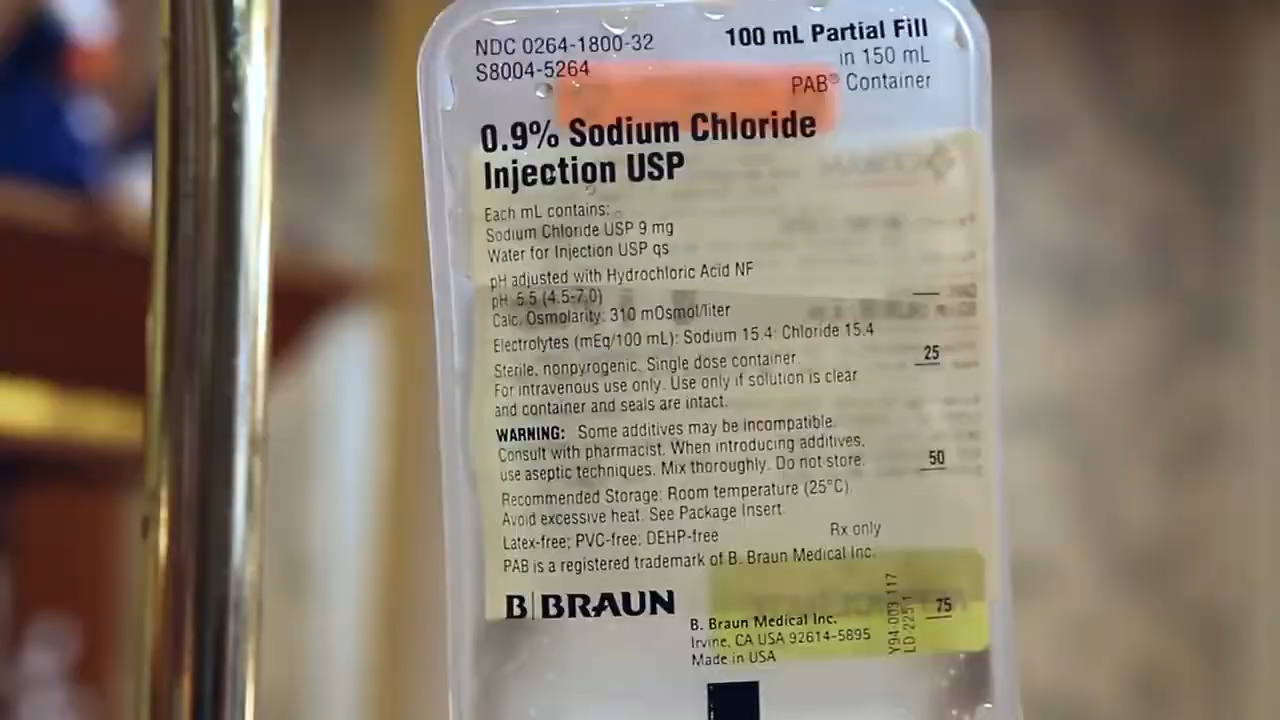 NDC 0264-1800-32
S8004-5264
100 mL Partial Fill
in 150 mL
PAB® Container
0.9% Sodium Chloride
Injection USP
Each mL contains:
Sodium Chloride USP 9 mg
Water for Injection USP qs
pH adjusted with Hydrochloric Acid NF
pH: 5.5 (4.5-7.0)
Calc. Osmolarity: 310 mOsmol/liter
Electrolytes (mEq/100 mL): Sodium 15.4; Chloride 15.4
Sterile, nonpyrogenic. Single dose container.
For intravenous use only. Use only if solution is clear
and container and seals are intact.
WARNING: Some additives may be incompatible.
Consult with pharmacist. When introducing additives,
use aseptic techniques. Mix thoroughly. Do not store.
Recommended Storage: Room temperature (25°C).
Avoid excessive heat. See Package Insert.
Latex-free; PVC-free; DEHP-free
Rx only
PAB is a registered trademark of B. Braun Medical Inc.
B|BRAUN
B. Braun Medical Inc.
Irvine, CA USA 92614-5895
Made in USA
Y94-003 117
25
50
75